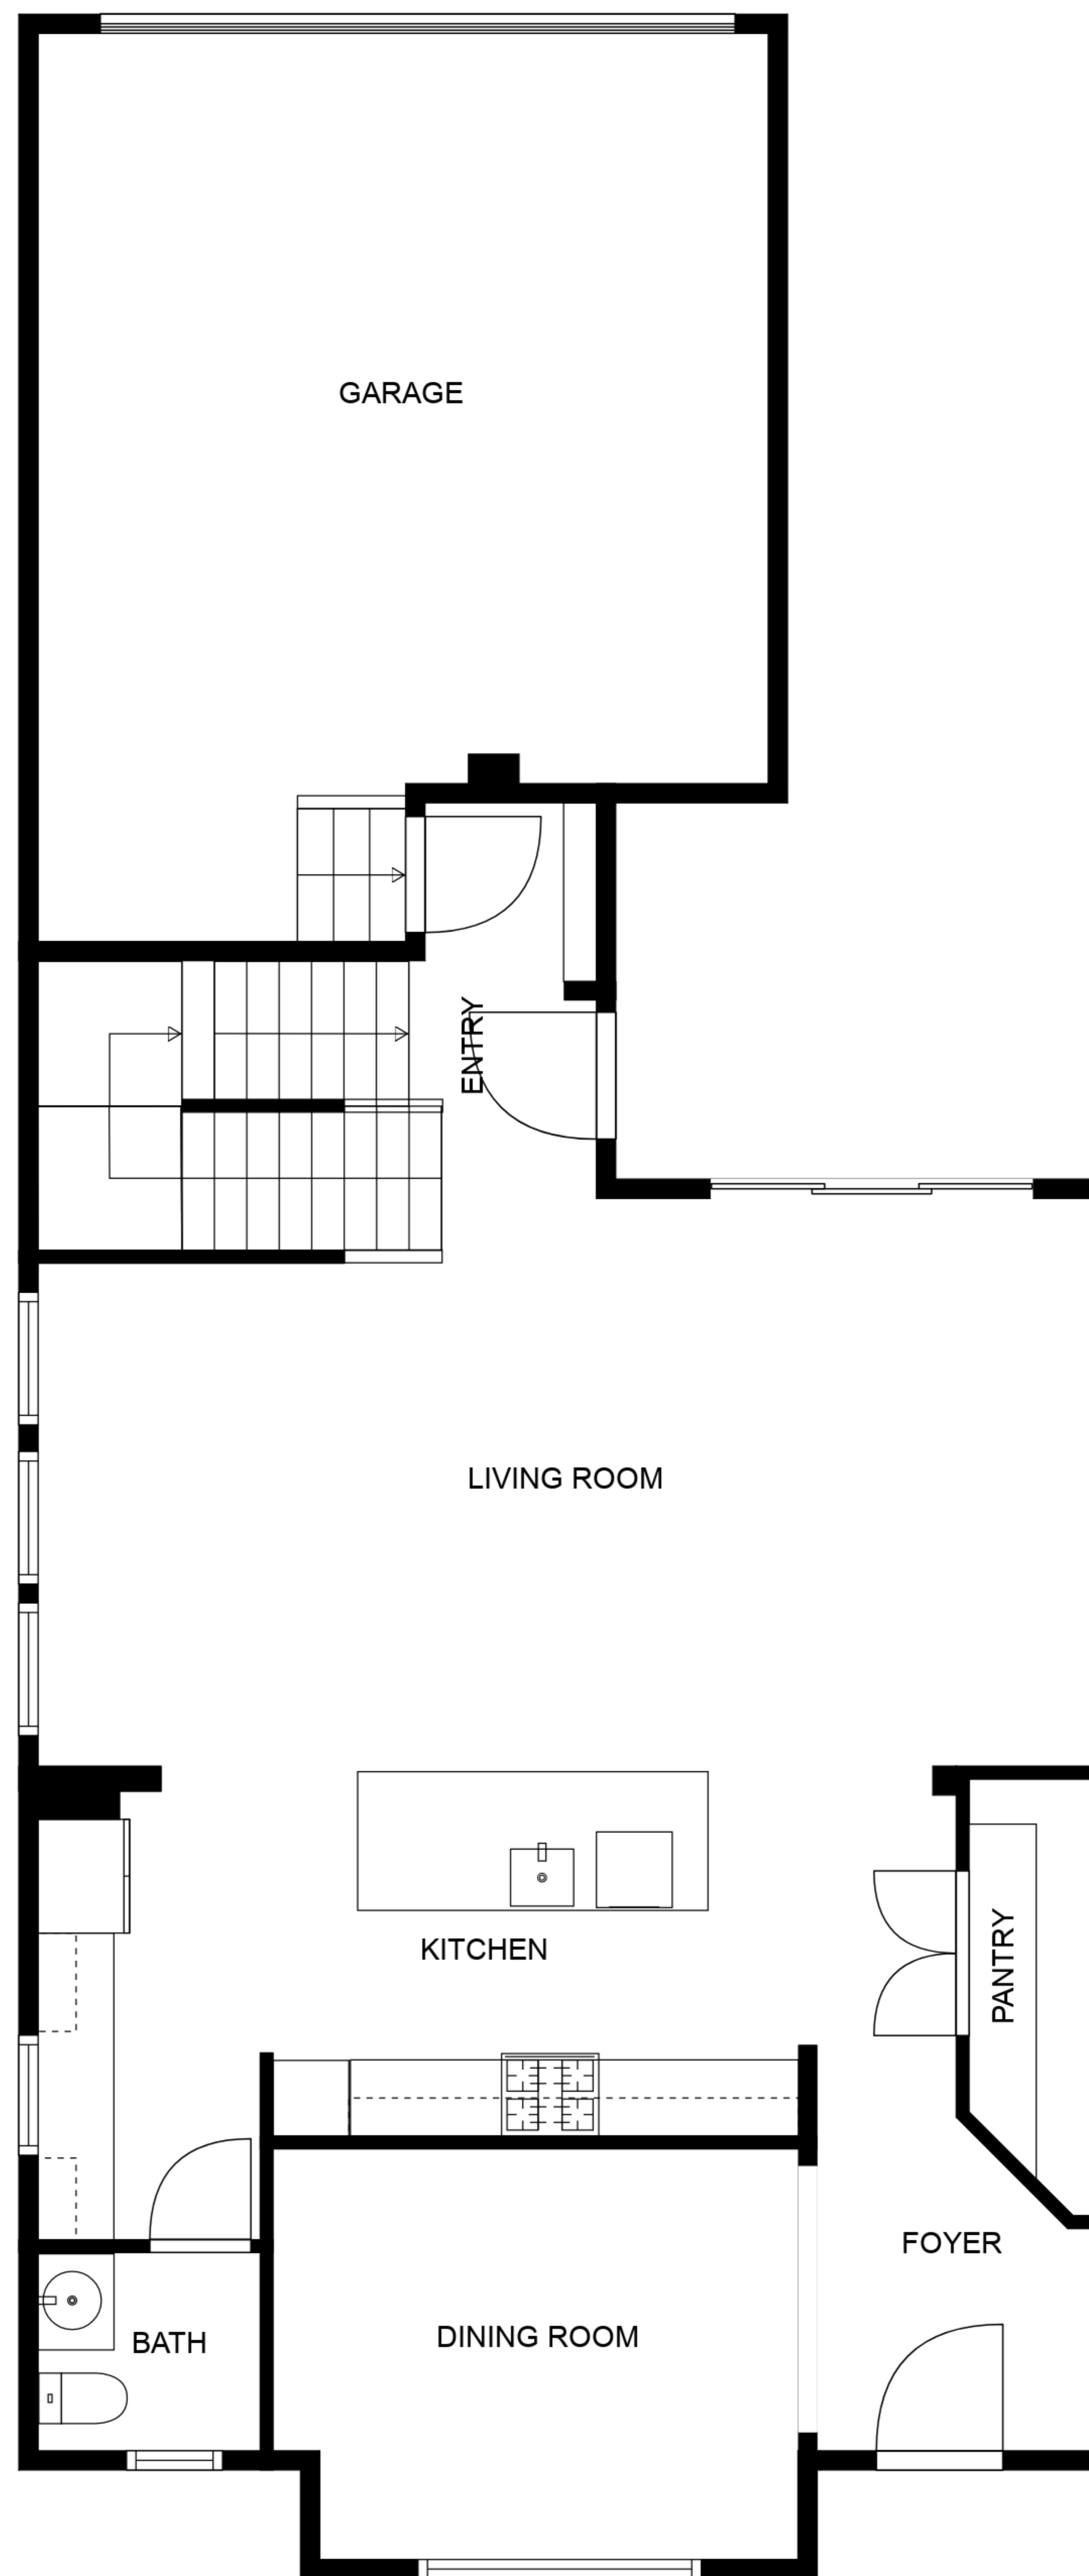 GARAGE
ENTRY
LIVING ROOM
KITCHEN
PANTRY
FOYER
BATH
DINING ROOM